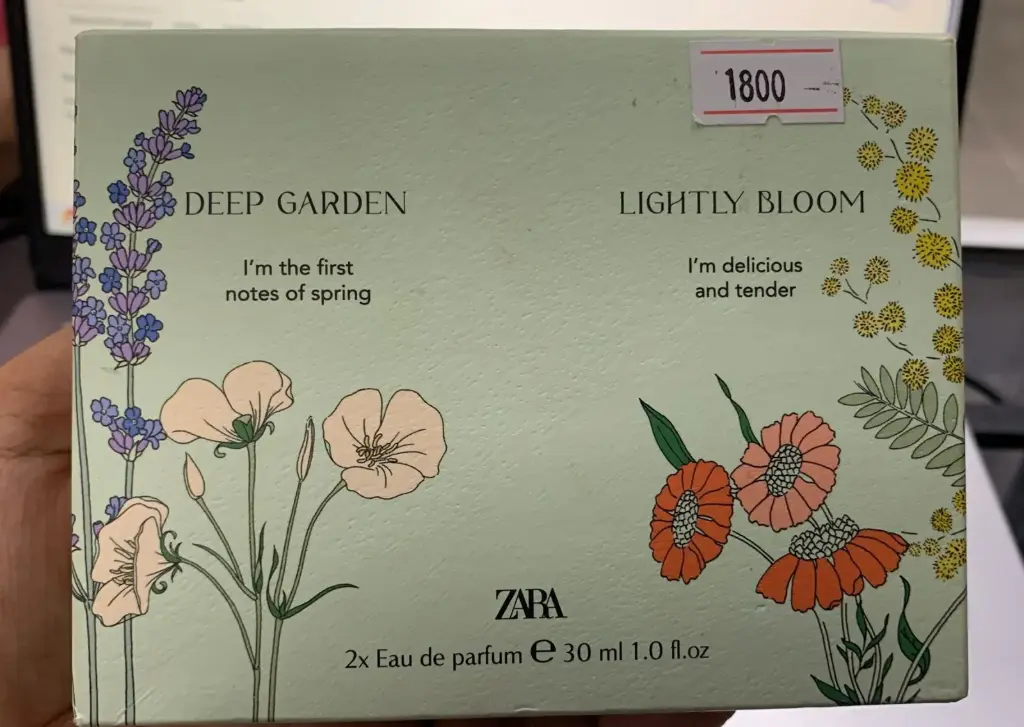 1800
DEEP GARDEN
I'm the first
notes of spring
LIGHTLY BLOOM
I'm delicious
and tender
ZARA
2x Eau de parfum ℮ 30 ml 1.0 fl.oz